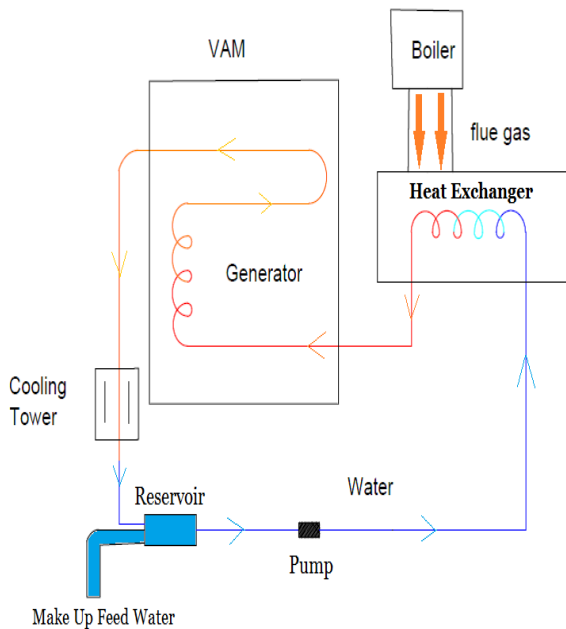 VAM
Boiler
flue gas
Heat Exchanger
Generator
Cooling
Tower
Reservoir
Water
Pump
Make Up Feed Water